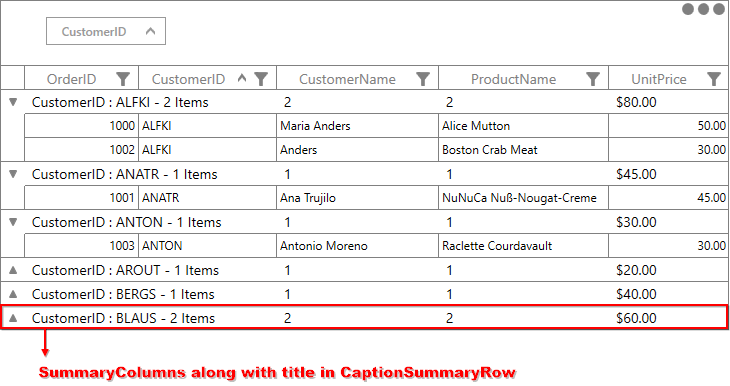 CustomerID
OrderID CustomerID CustomerName ProductName UnitPrice
CustomerID : ALFKI - 2 Items 2 2 $80.00
1000 ALFKI Maria Anders Alice Mutton 50.00
1002 ALFKI Anders Boston Crab Meat 30.00
CustomerID : ANATR - 1 Items 1 1 $45.00
1001 ANATR Ana Trujilo NuNuCa Nuß-Nougat-Creme 45.00
CustomerID : ANTON - 1 Items 1 1 $30.00
1003 ANTON Antonio Moreno Raclette Courdavault 30.00
CustomerID : AROUT - 1 Items 1 1 $20.00
CustomerID : BERGS - 1 Items 1 1 $40.00
CustomerID : BLAUS - 2 Items 2 2 $60.00
SummaryColumns along with title in CaptionSummaryRow